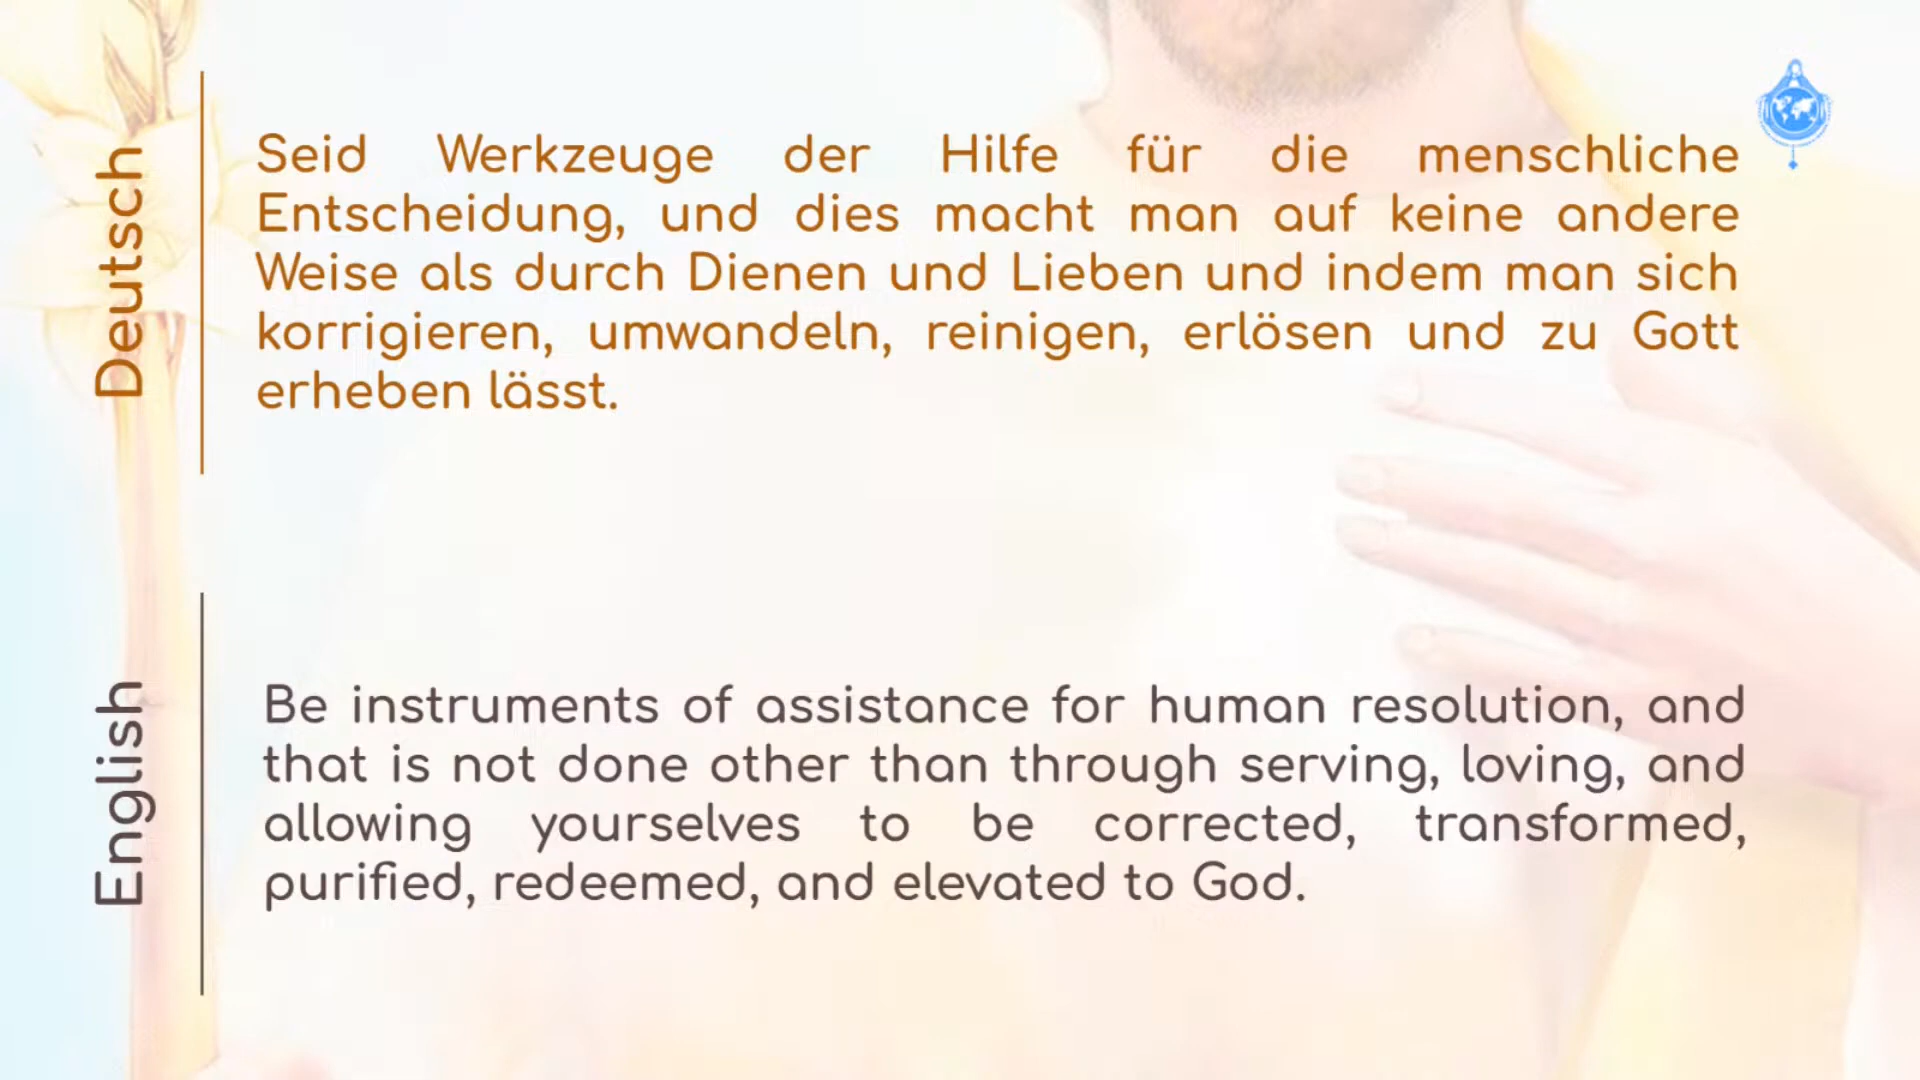 Deutsch
Seid Werkzeuge der Hilfe für die menschliche
Entscheidung, und dies macht man auf keine andere
Weise als durch Dienen und Lieben und indem man sich
korrigieren, umwandeln, reinigen, erlösen und zu Gott
erheben lässt.
English
Be instruments of assistance for human resolution, and
that is not done other than through serving, loving, and
allowing yourselves to be corrected, transformed,
purified, redeemed, and elevated to God.